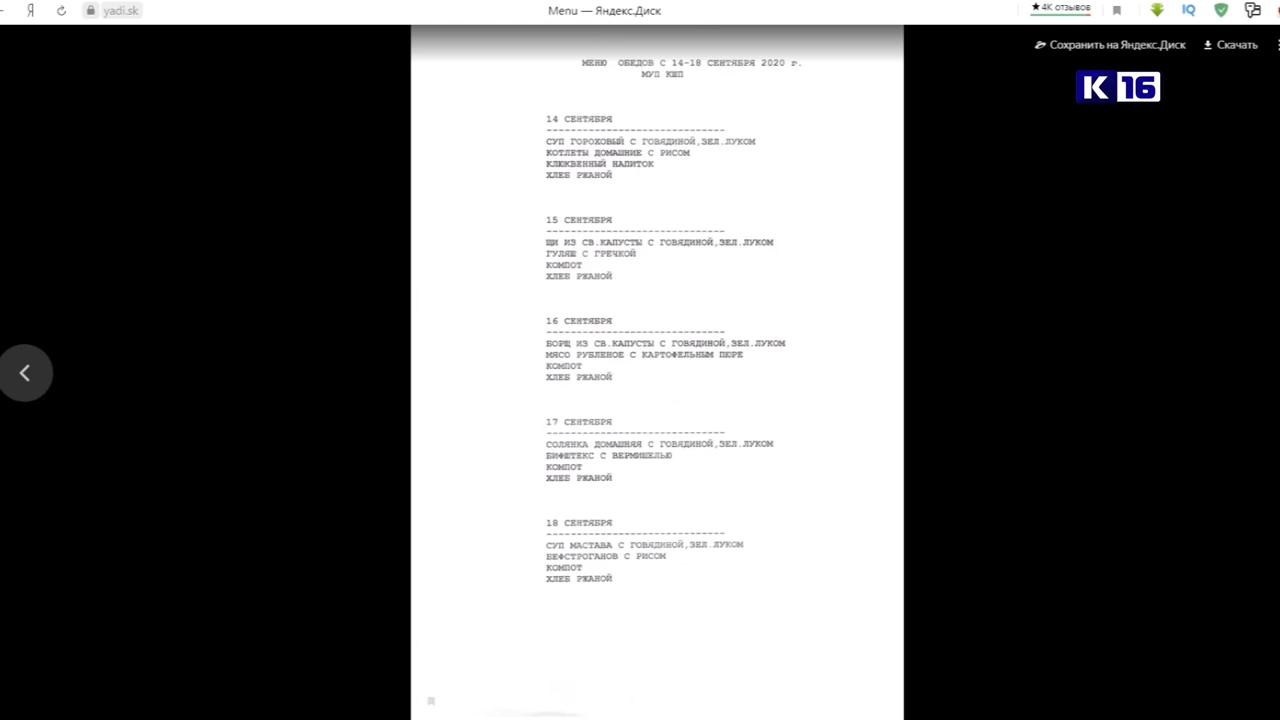 Я
yadi.sk
Menu — Яндекс.Диск
★4K отзывов
IQ
Сохранить на Яндекс.Диск
Скачать
К 16
МЕНЮ ОБЕДОВ С 14-18 СЕНТЯБРЯ 2020 г.
МУП КШП
14 СЕНТЯБРЯ
------------------------------
СУП ГОРОХОВЫЙ С ГОВЯДИНОЙ,ЗЕЛ.ЛУКОМ
КОТЛЕТЫ ДОМАШНИЕ С РИСОМ
КЛЮКВЕННЫЙ НАПИТОК
ХЛЕБ РЖАНОЙ
15 СЕНТЯБРЯ
------------------------------
ЩИ ИЗ СВ.КАПУСТЫ С ГОВЯДИНОЙ,ЗЕЛ.ЛУКОМ
ГУЛЯШ С ГРЕЧКОЙ
КОМПОТ
ХЛЕБ РЖАНОЙ
16 СЕНТЯБРЯ
------------------------------
БОРЩ ИЗ СВ.КАПУСТЫ С ГОВЯДИНОЙ,ЗЕЛ.ЛУКОМ
МЯСО РУБЛЕНОЕ С КАРТОФЕЛЬНЫМ ПЮРЕ
КОМПОТ
ХЛЕБ РЖАНОЙ
17 СЕНТЯБРЯ
------------------------------
СОЛЯНКА ДОМАШНЯЯ С ГОВЯДИНОЙ,ЗЕЛ.ЛУКОМ
БИФШТЕКС С ВЕРМИШЕЛЬЮ
КОМПОТ
ХЛЕБ РЖАНОЙ
18 СЕНТЯБРЯ
------------------------------
СУП МАСТАВА С ГОВЯДИНОЙ,ЗЕЛ.ЛУКОМ
БЕФСТРОГАНОВ С РИСОМ
КОМПОТ
ХЛЕБ РЖАНОЙ